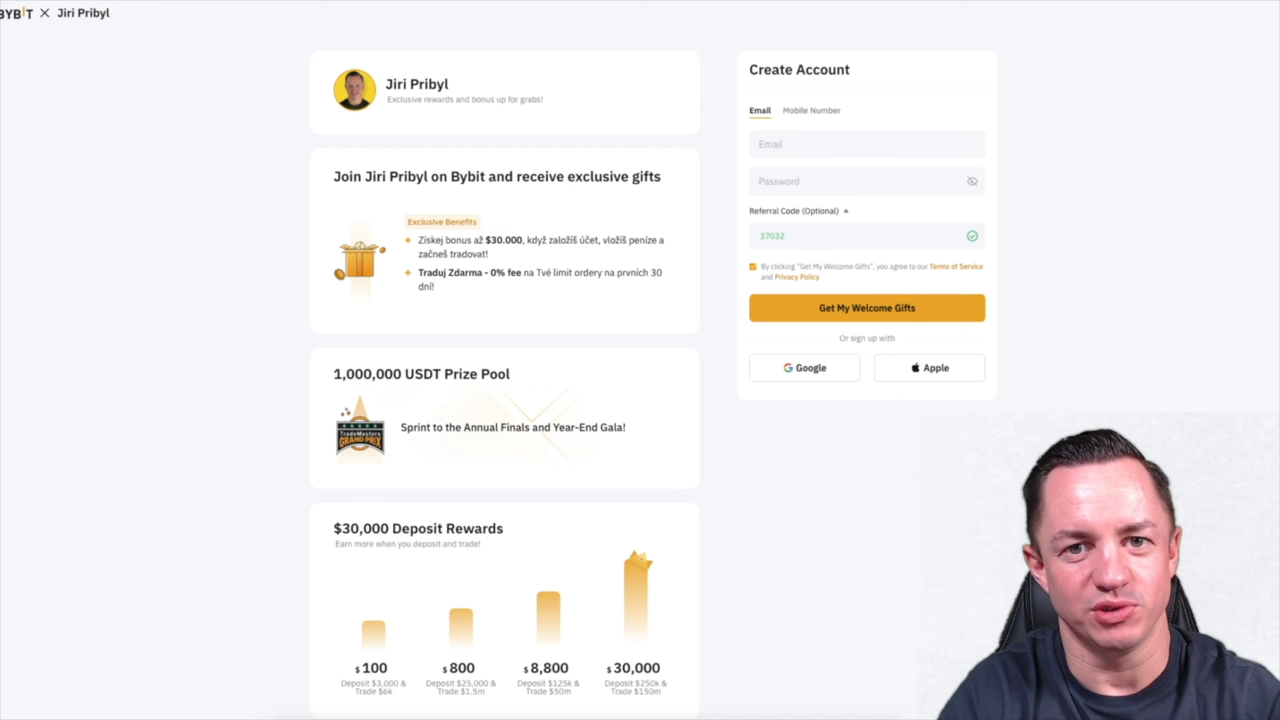 BYBIT X Jiri Pribyl
Jiri Pribyl
Exclusive rewards and bonus up for grabs!
Join Jiri Pribyl on Bybit and receive exclusive gifts
Exclusive Benefits
Získej bonus až $30.000, když založíš účet, vložíš peníze a
začneš tradovat!
Traduj Zdarma - 0% fee na Tvé limit ordery na prvních 30
dní!
1,000,000 USDT Prize Pool
TradeMasters
GRAND PRIX
Sprint to the Annual Finals and Year-End Gala!
$30,000 Deposit Rewards
Earn more when you deposit and trade!
$100
Deposit $3,000 &
Trade $6k
$800
Deposit $25,000 &
Trade $1,5m
$8,800
Deposit $125k &
Trade $50m
$30,000
Deposit $250k &
Trade $150m
Create Account
Email Mobile Number
Email
Password
Referral Code (Optional)
37032
By clicking "Get My Welcome Gifts", you agree to our Terms of Service
and Privacy Policy
Get My Welcome Gifts
Or sign up with
Google
Apple